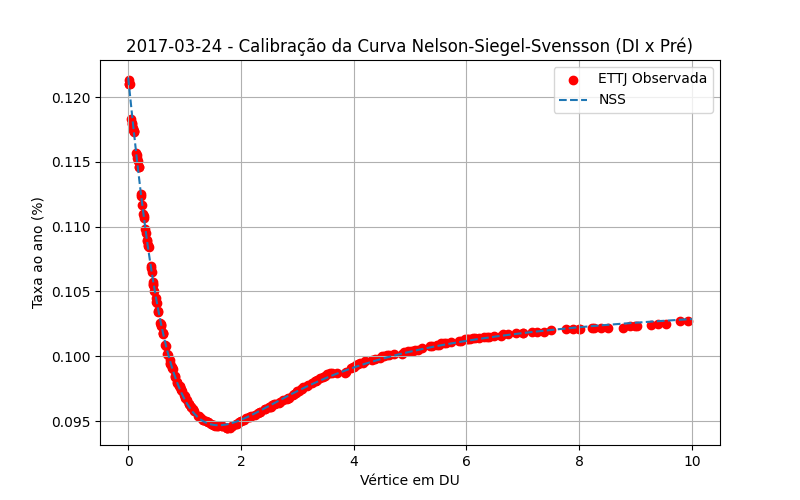 2017-03-24 - Calibração da Curva Nelson-Siegel-Svensson (DI x Pré)
ETTJ Observada
NSS
0.120
0.115
0.110
0.105
0.100
0.095
Taxa ao ano (%)
0 2 4 6 8 10
Vértice em DU